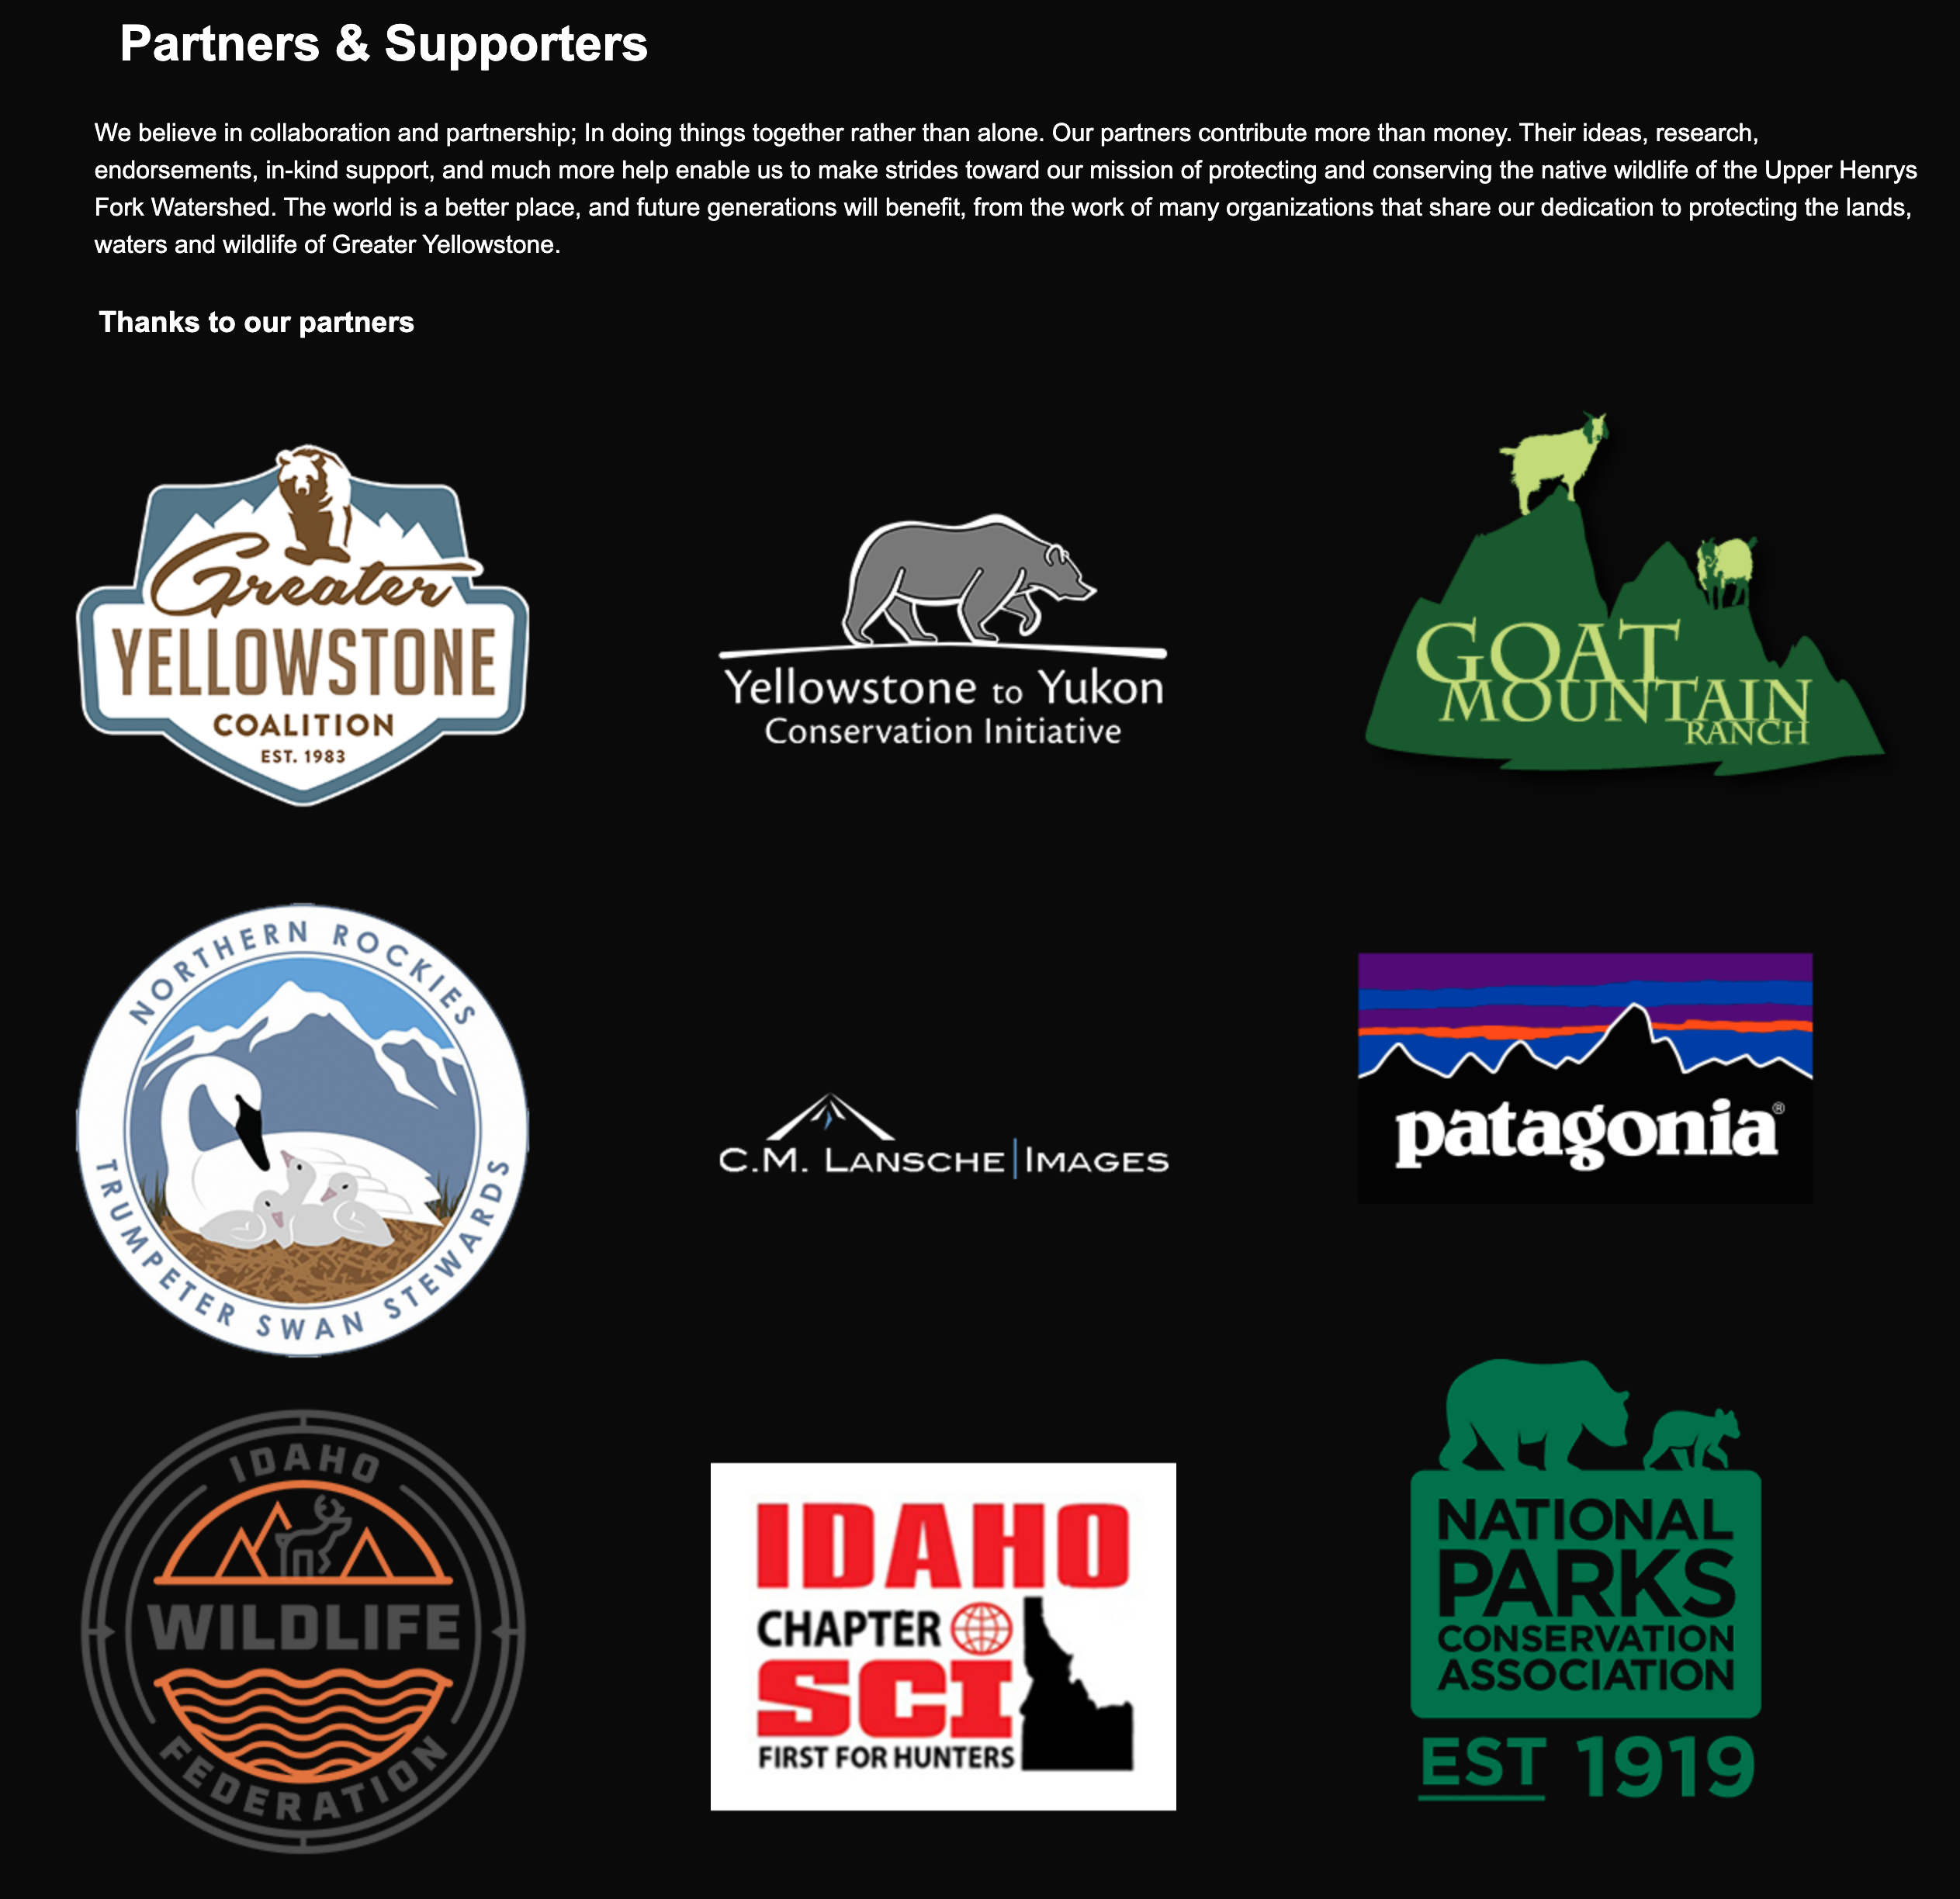 Partners & Supporters
We believe in collaboration and partnership; In doing things together rather than alone. Our partners contribute more than money. Their ideas, research,
endorsements, in-kind support, and much more help enable us to make strides toward our mission of protecting and conserving the native wildlife of the Upper Henrys
Fork Watershed. The world is a better place, and future generations will benefit, from the work of many organizations that share our dedication to protecting the lands,
waters and wildlife of Greater Yellowstone.
Thanks to our partners
Greater
YELLOWSTONE
COALITION
EST. 1983
Yellowstone to Yukon
Conservation Initiative
GOAT
MOUNTAIN
RANCH
NORTHERN ROCKIES
TRUMPETER SWAN STEWARDS
C.M. LANSCHE|IMAGES
patagonia®
IDAHO
WILDLIFE
FEDERATION
IDAHO
CHAPTER
SCI
FIRST FOR HUNTERS
NATIONAL
PARKS
CONSERVATION
ASSOCIATION
EST 1919